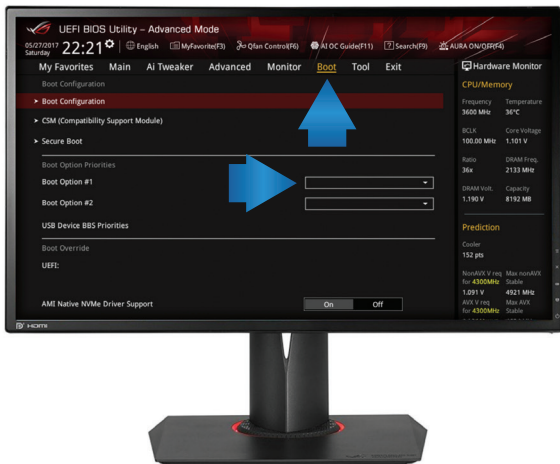 UEFI BIOS Utility – Advanced Mode
05/27/2017 Saturday 22:21 English MyFavorite(F3) Qfan Control(F6) AI OC Guide(F11) Search(F9) AURA ON/OFF(F4)
My Favorites Main Ai Tweaker Advanced Monitor Boot Tool Exit
Boot Configuration
> Boot Configuration
> CSM (Compatibility Support Module)
> Secure Boot
Boot Option Priorities
Boot Option #1
Boot Option #2
USB Device BBS Priorities
Boot Override
UEFI:
AMI Native NVMe Driver Support On Off
Hardware Monitor
CPU/Memory
Frequency Temperature
3600 MHz 36°C
BCLK Core Voltage
100.00 MHz 1.101 V
Ratio DRAM Freq.
36x 2133 MHz
DRAM Volt. Capacity
1.190 V 8192 MB
Prediction
Cooler
152 pts
NonAVX V req Max nonAVX
for 4300MHz Stable
1.091 V 4921 MHz
AVX V req Max AVX
for 4300MHz Stable
HDMI